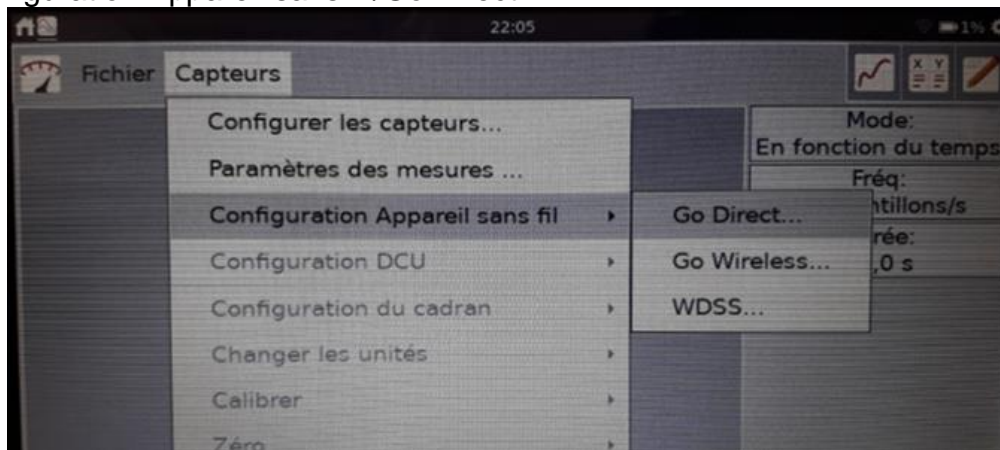 22:05
1%
Fichier Capteurs
X Y
Configurer les capteurs...
Paramètres des mesures ...
Configuration Appareil sans fil
Configuration DCU
Configuration du cadran
Changer les unités
Calibrer
Zéro
Go Direct...
Go Wireless...
WDSS...
Mode:
En fonction du temps
Fréq:
ntillons/s
rée:
,0 s